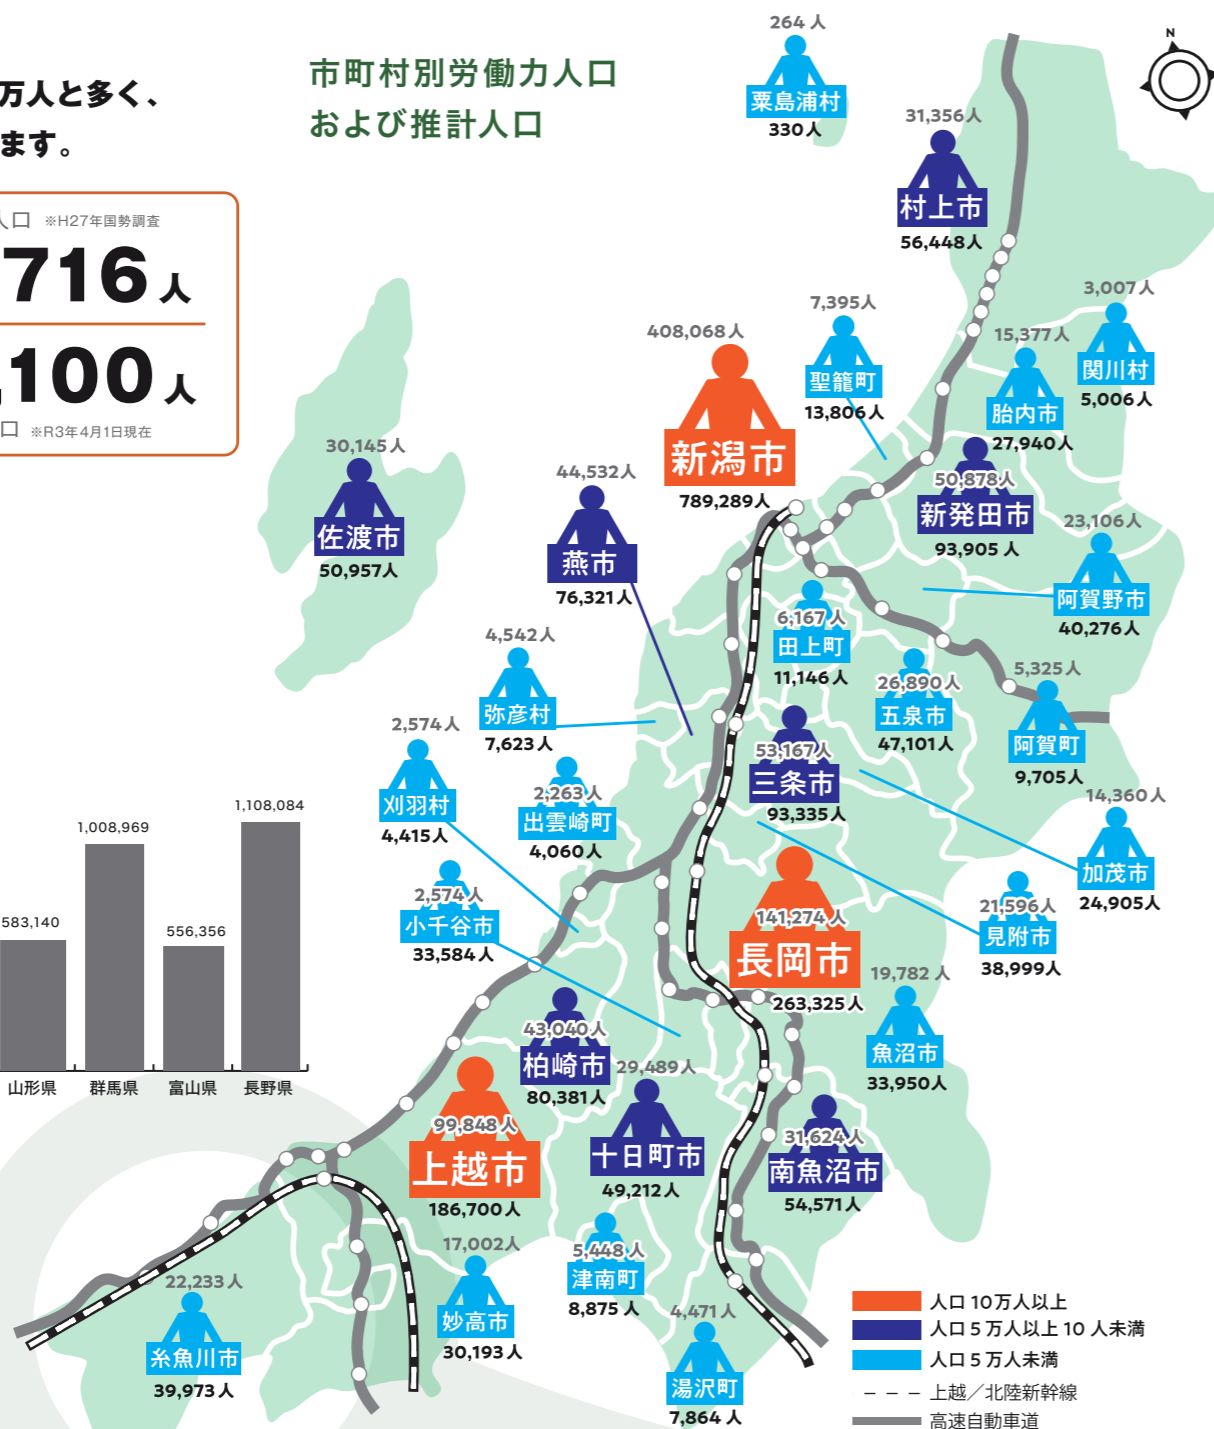 万人と多く、
ます。
人口 ※H27年国勢調査
716人
,100人
口 ※R3年4月1日現在
市町村別労働力人口
および推計人口
N
264人
粟島浦村
330人
31,356人
村上市
56,448人
3,007人
関川村
5,006人
7,395人
聖籠町
13,806人
15,377人
胎内市
27,940人
408,068人
新潟市
789,289人
50,878人
新発田市
93,905人
30,145人
佐渡市
50,957人
44,532人
燕市
76,321人
23,106人
阿賀野市
40,276人
6,167人
田上町
11,146人
4,542人
弥彦村
7,623人
26,890人
五泉市
47,101人
5,325人
阿賀町
9,705人
2,574人
刈羽村
4,415人
2,263人
出雲崎町
4,060人
53,167人
三条市
93,335人
14,360人
加茂市
24,905人
2,574人
小千谷市
33,584人
141,274人
長岡市
263,325人
21,596人
見附市
38,999人
19,782人
魚沼市
33,950人
43,040人
柏崎市
80,381人
29,489人
十日町市
49,212人
99,848人
上越市
186,700人
31,624人
南魚沼市
54,571人
5,448人
津南町
8,875人
17,002人
妙高市
30,193人
22,233人
糸魚川市
39,973人
4,471人
湯沢町
7,864人
583,140
1,008,969
556,356
1,108,084
山形県
群馬県
富山県
長野県
人口10万人以上
人口5万人以上10人未満
人口5万人未満
上越／北陸新幹線
高速自動車道